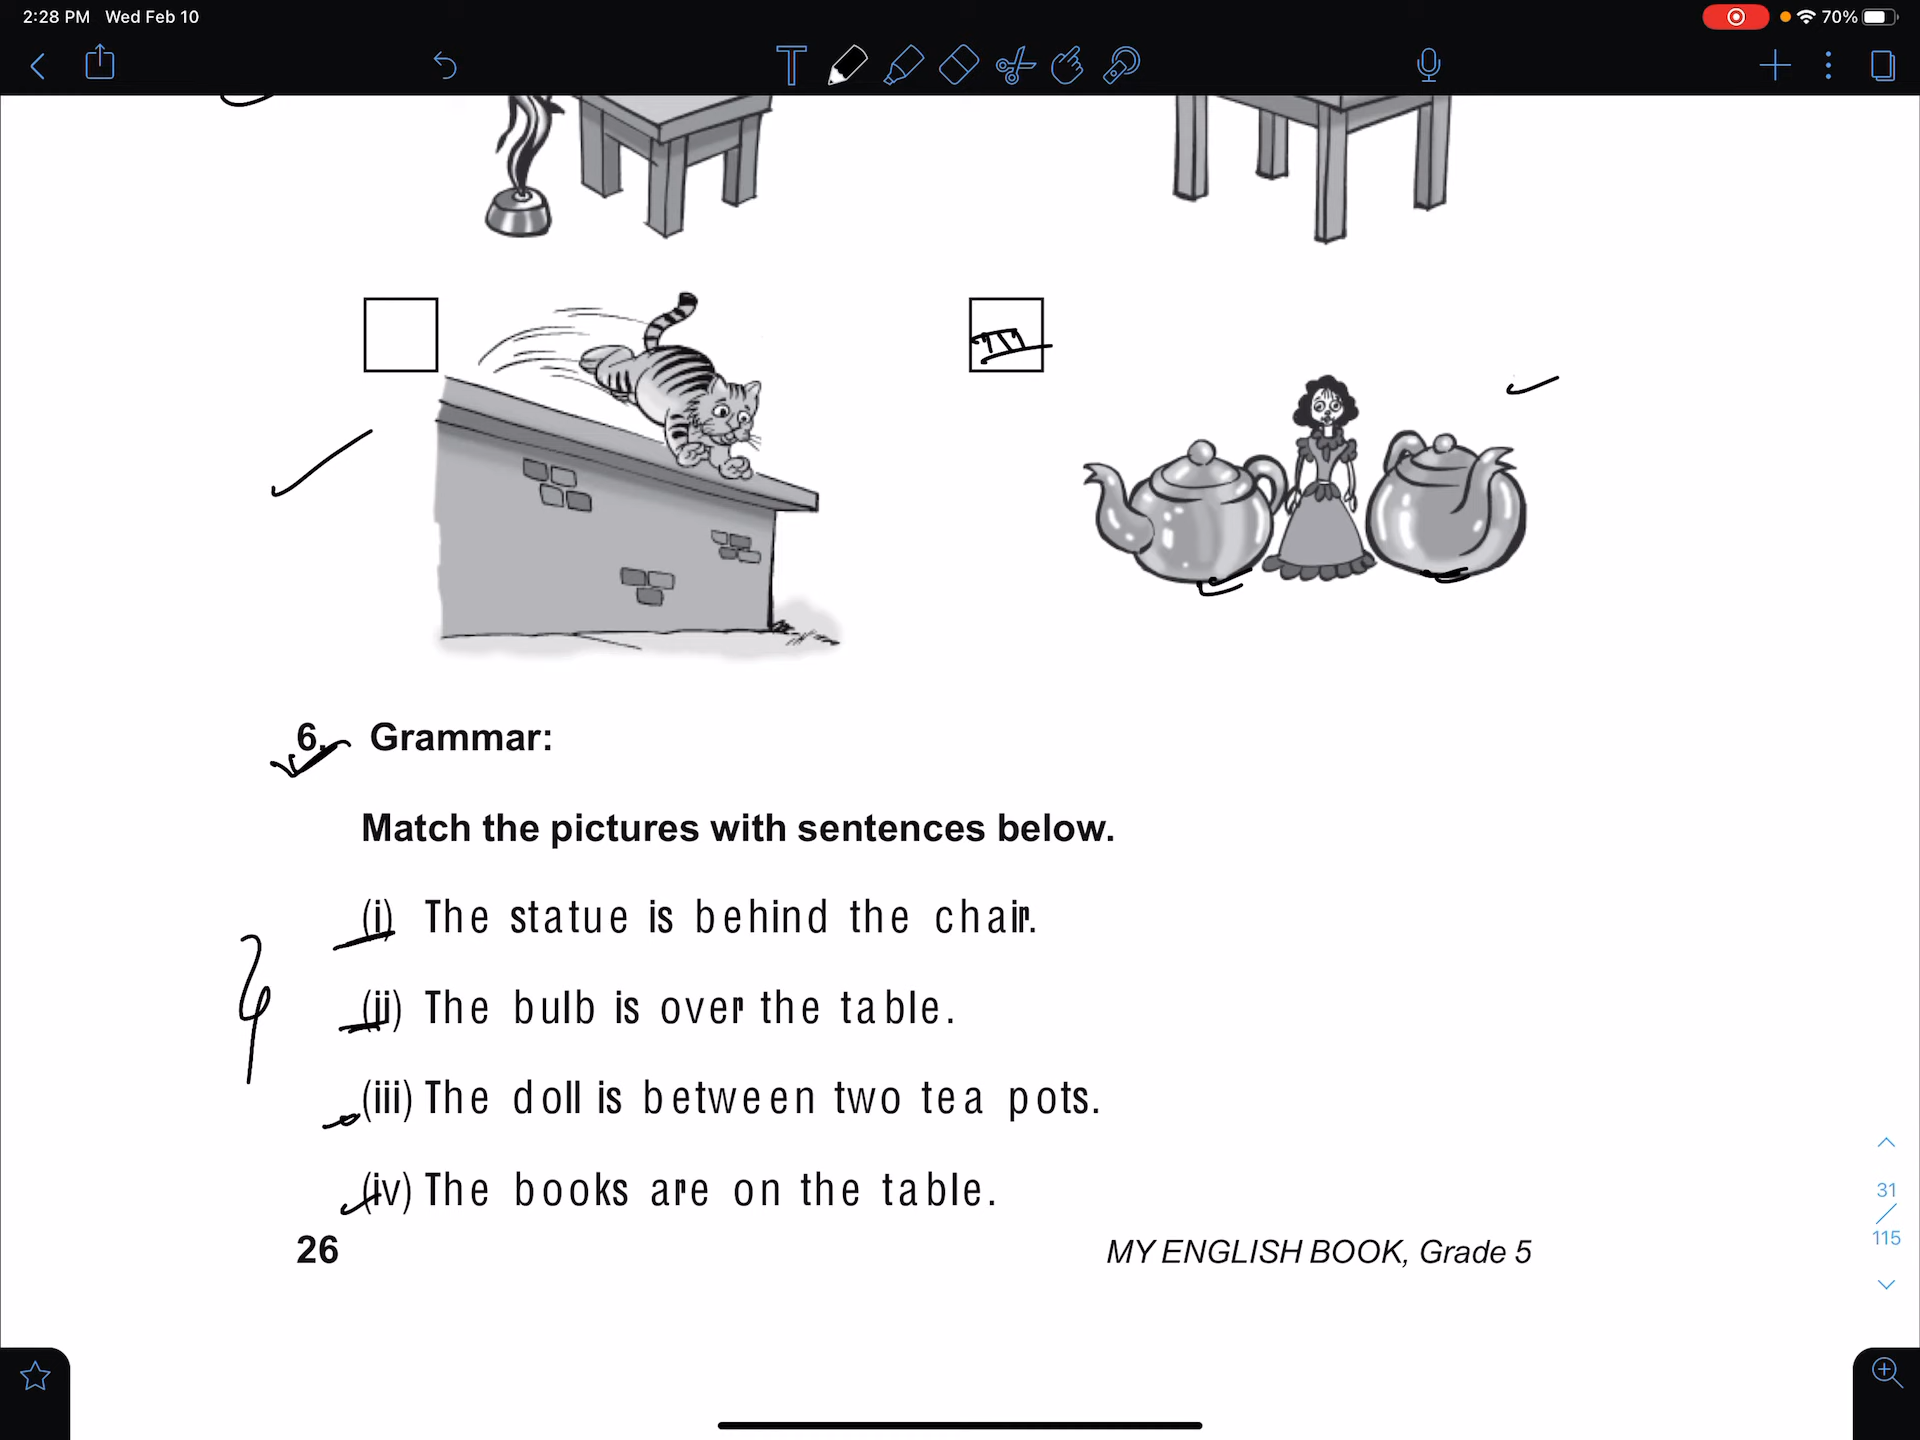 2:28 PM Wed Feb 10 70%
III
6. Grammar:
Match the pictures with sentences below.
(i) The statue is behind the chair.
(ii) The bulb is over the table.
(iii) The doll is between two tea pots.
(iv) The books are on the table.
26 MY ENGLISH BOOK, Grade 5
31
/
115